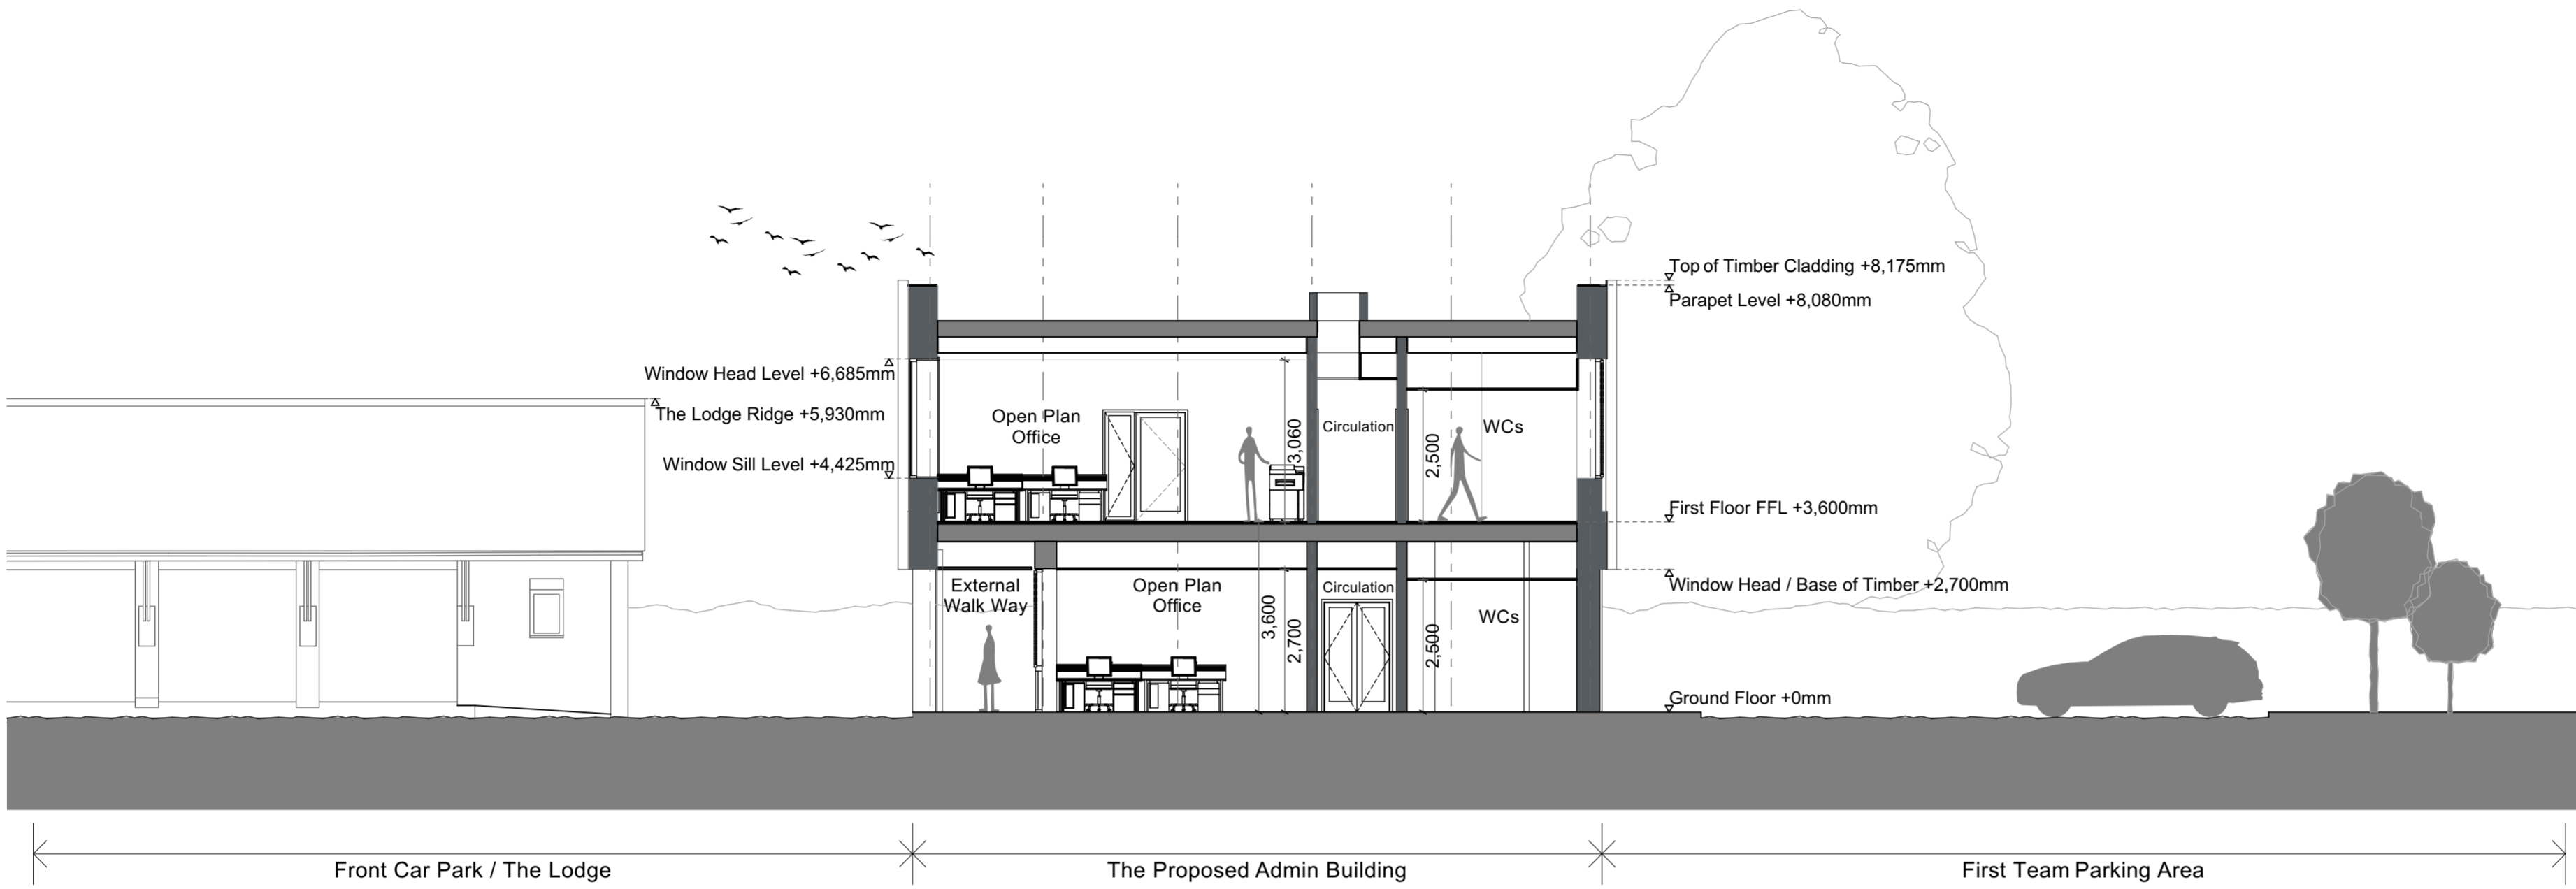 Top of Timber Cladding +8,175mm
Parapet Level +8,080mm
Window Head Level +6,685mm
The Lodge Ridge +5,930mm
Window Sill Level +4,425mm
Open Plan
Office
3,060
Circulation
2,500
WCs
First Floor FFL +3,600mm
Window Head / Base of Timber +2,700mm
External
Walk Way
Open Plan
Office
3,600
2,700
Circulation
2,500
WCs
Ground Floor +0mm
Front Car Park / The Lodge
The Proposed Admin Building
First Team Parking Area